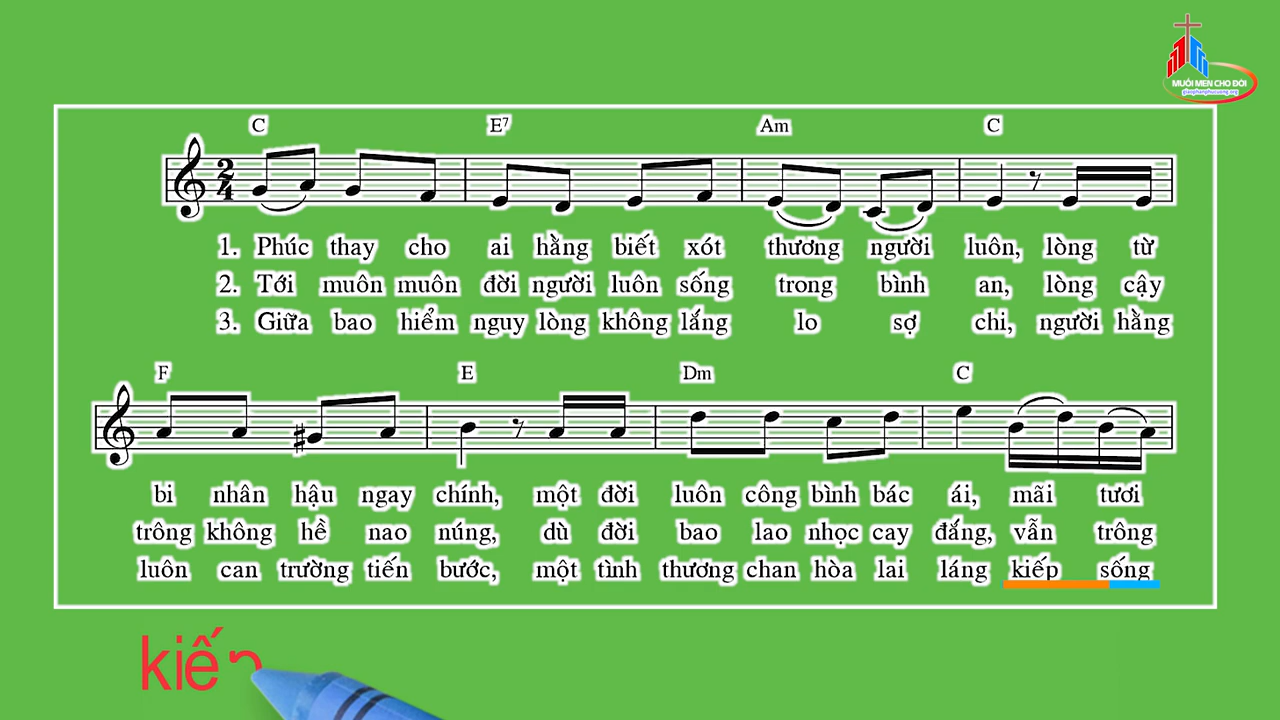 MUỐI MEN CHO ĐỜI
giaophanphucuong.org
C E7 Am C
2
4
1. Phúc thay cho ai hằng biết xót thương người luôn, lòng từ
2. Tới muôn muôn đời người luôn sống trong bình an, lòng cậy
3. Giữa bao hiểm nguy lòng không lắng lo sợ chi, người hằng
F E Dm C
bi nhân hậu ngay chính, một đời luôn công bình bác ái, mãi tươi
trông không hề nao núng, dù đời bao lao nhọc cay đắng, vẫn trông
luôn can trường tiến bước, một tình thương chan hòa lai láng kiếp sống
kiếp